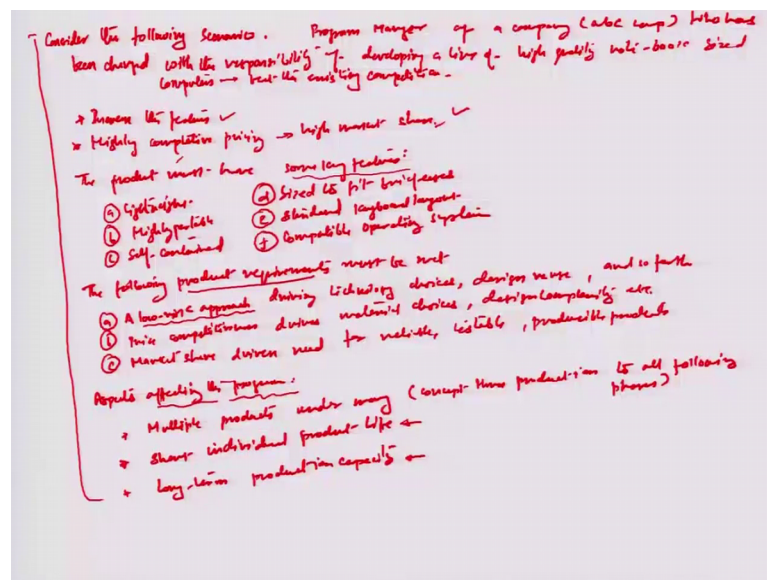 Consider the following Scenario. Program Manger of a company (abc comp) who has
been charged with the responsibility of developing a line of high quality note-book sized
Computers → beat the existing competition.
* Increase the features ✓
* Highly competitive pricing → high market share. ✓
The product must have some key features:
(a) Lightweight (d) Sized to fit briefcase
(b) Highly portable (e) Standard keyboard layout
(c) Self-contained (f) Compatible operating system
The following product requirements must be met
(a) A low-risk approach driving technology choices, design reuse, and so forth
(b) Price competitiveness drives material choices, design complexity etc.
(c) Market share driven need for reliable, testable, producible products
Aspects affecting the program:
* Multiple products under way (concept thru production to all following
phases)
* Short individual product life ←
* Long-term production capacity ←